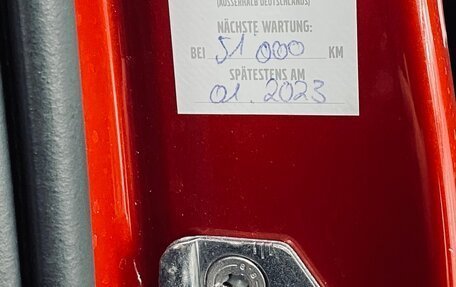 (AUSSERHALB DEUTSCHLANDS)
NÄCHSTE WARTUNG:
BEI 51 000 KM
SPÄTESTENS AM
01. 2023